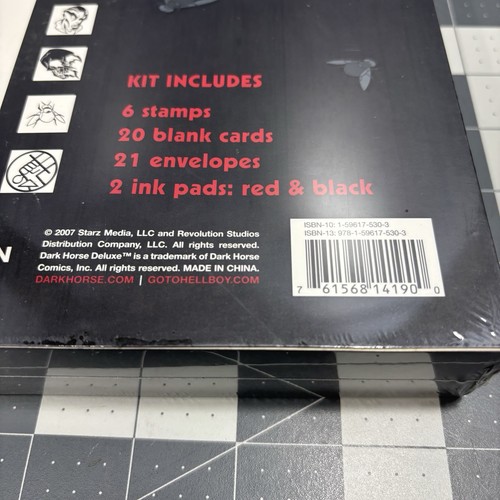 KIT INCLUDES
6 stamps
20 blank cards
21 envelopes
2 ink pads: red & black
© 2007 Starz Media, LLC and Revolution Studios
Distribution Company, LLC. All rights reserved.
Dark Horse Deluxe™ is a trademark of Dark Horse
Comics, Inc. All rights reserved. MADE IN CHINA.
DARKHORSE.COM | GOTOHELLBOY.COM
ISBN-10: 1-59617-530-3
ISBN-13: 978-1-59617-530-3
7 61568 14190 0
N